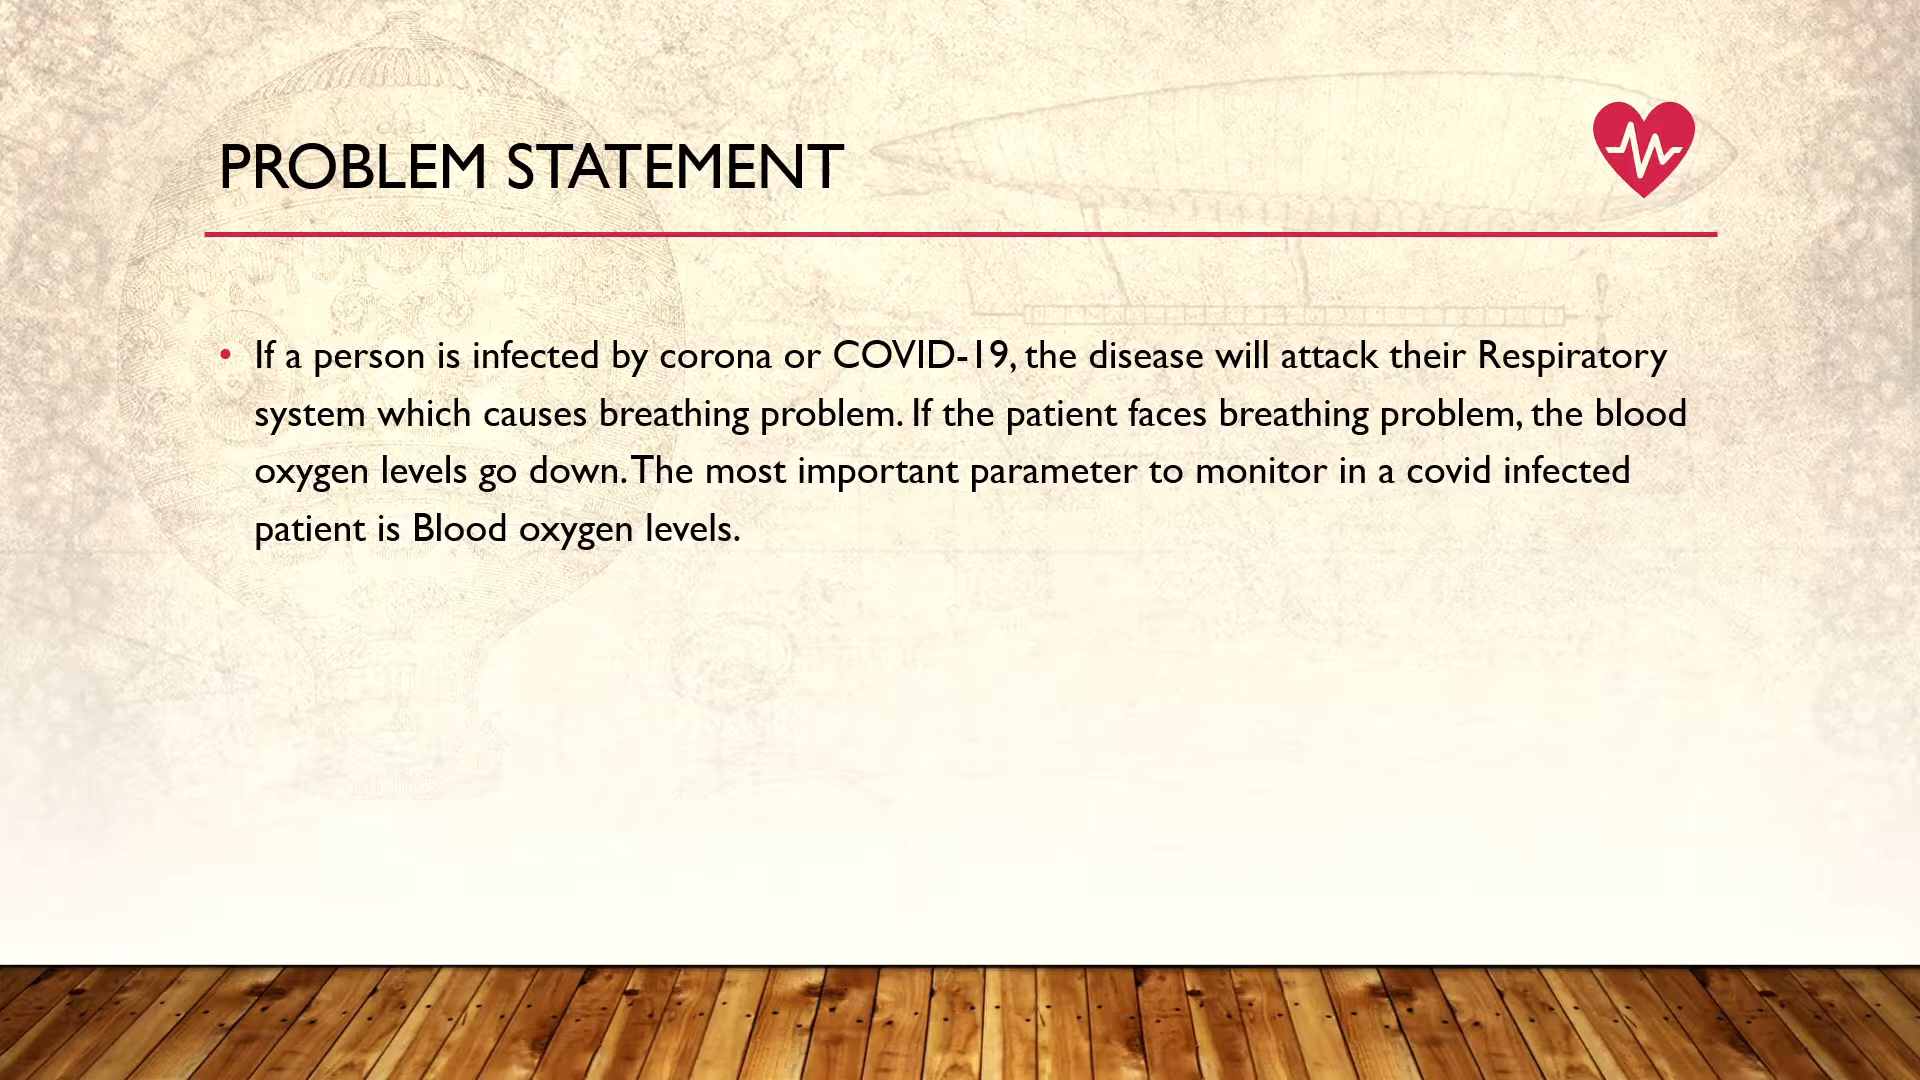 PROBLEM STATEMENT
• If a person is infected by corona or COVID-19, the disease will attack their Respiratory
system which causes breathing problem. If the patient faces breathing problem, the blood
oxygen levels go down. The most important parameter to monitor in a covid infected
patient is Blood oxygen levels.